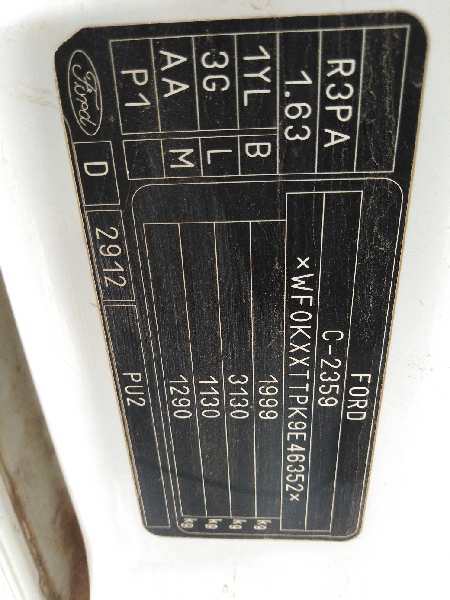 FORD
R3PA C-2359
1.63 ×WF0KXXTTPK9E46352×
1YL B 1999 kg
3G L 3130 kg
AA M 1130 kg
P1 1290 kg
Ford D 2912 PU2